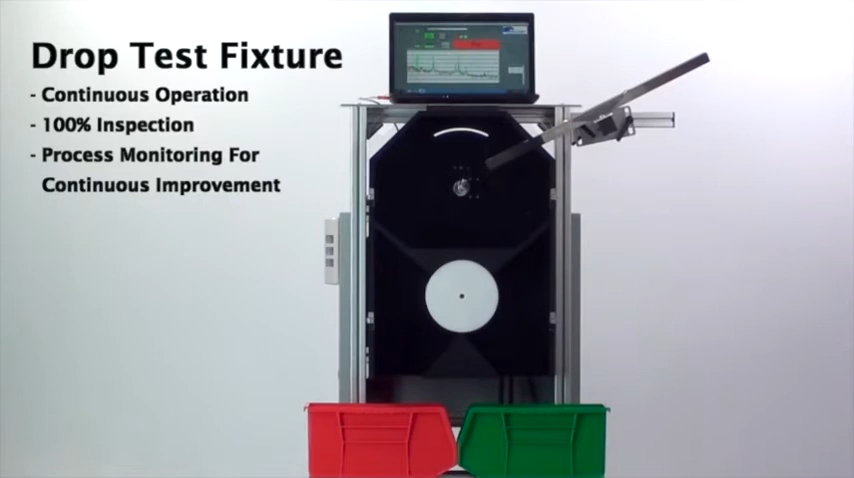 Drop Test Fixture
- Continuous Operation
- 100% Inspection
- Process Monitoring For
Continuous Improvement